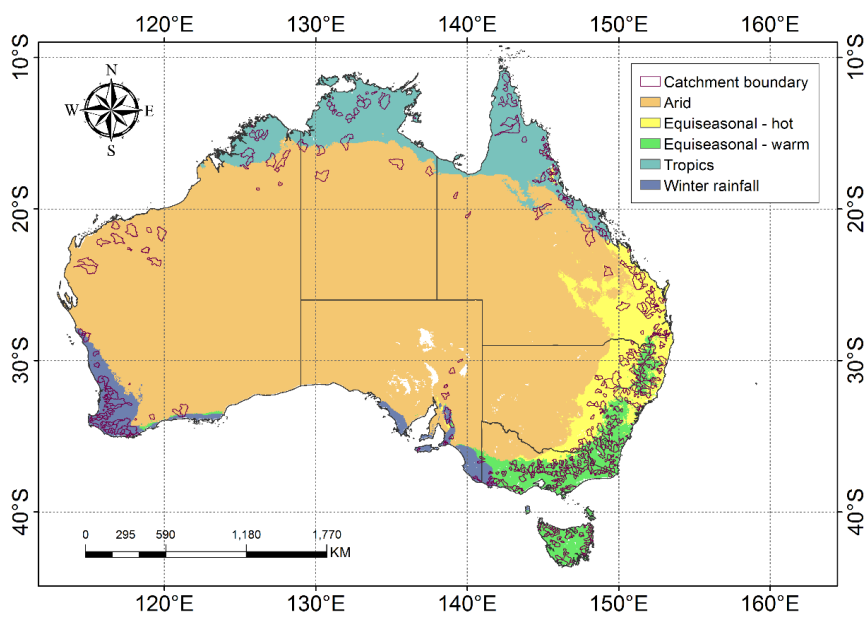 120°E 130°E 140°E 150°E 160°E
10°S 10°S
N
W E
S
Catchment boundary
Arid
Equiseasonal - hot
Equiseasonal - warm
Tropics
Winter rainfall
20°S 20°S
30°S 30°S
40°S 40°S
0 295 590 1,180 1,770
KM
120°E 130°E 140°E 150°E 160°E